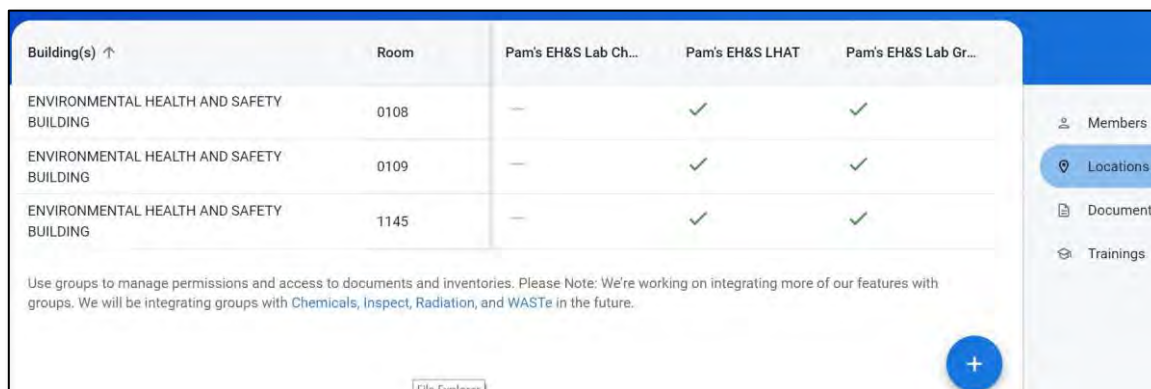 Building(s) ↑ Room Pam's EH&S Lab Ch... Pam's EH&S LHAT Pam's EH&S Lab Gr...
ENVIRONMENTAL HEALTH AND SAFETY
BUILDING
0108
ENVIRONMENTAL HEALTH AND SAFETY
BUILDING
0109
ENVIRONMENTAL HEALTH AND SAFETY
BUILDING
1145
Use groups to manage permissions and access to documents and inventories. Please Note: We're working on integrating more of our features with
groups. We will be integrating groups with Chemicals, Inspect, Radiation, and WASTe in the future.
+
File Explorer
Members
Locations
Document
Trainings